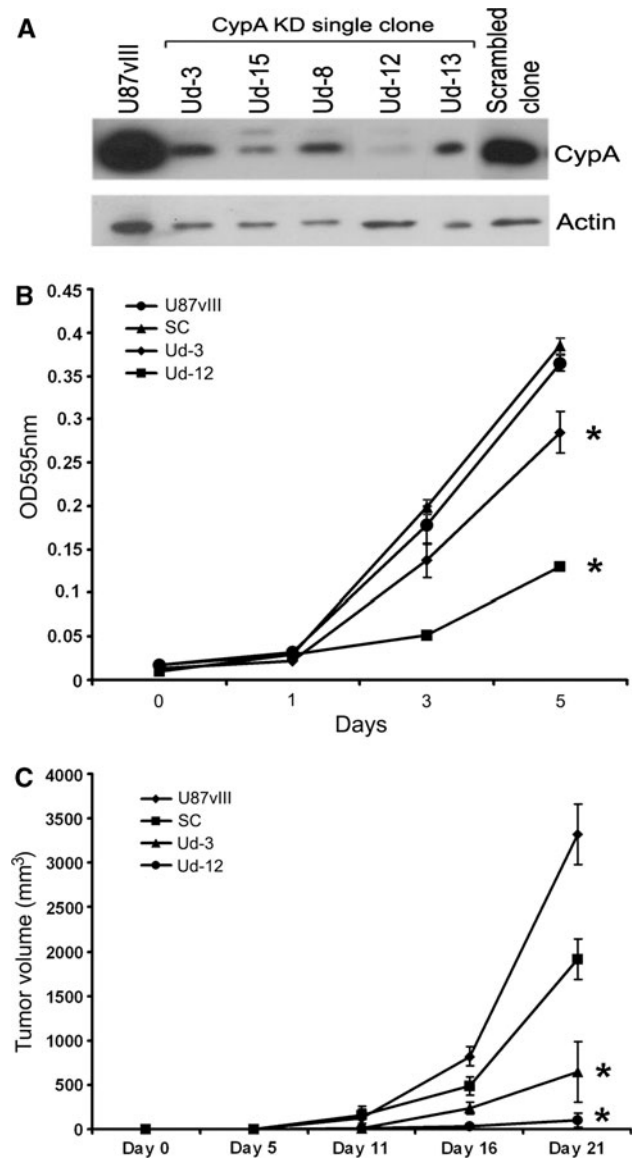 A
CypA KD single clone
U87vIII
Ud-3
Ud-15
Ud-8
Ud-12
Ud-13
Scrambled
clone
CypA
Actin
B
0.45
0.4
0.35
0.3
0.25
0.2
0.15
0.1
0.05
0
OD595nm
U87vIII
SC
Ud-3
Ud-12
*
*
0 1 3 5
Days
C
4000
3500
3000
2500
2000
1500
1000
500
0
Tumor volume (mm³)
U87vIII
SC
Ud-3
Ud-12
*
*
Day 0 Day 5 Day 11 Day 16 Day 21